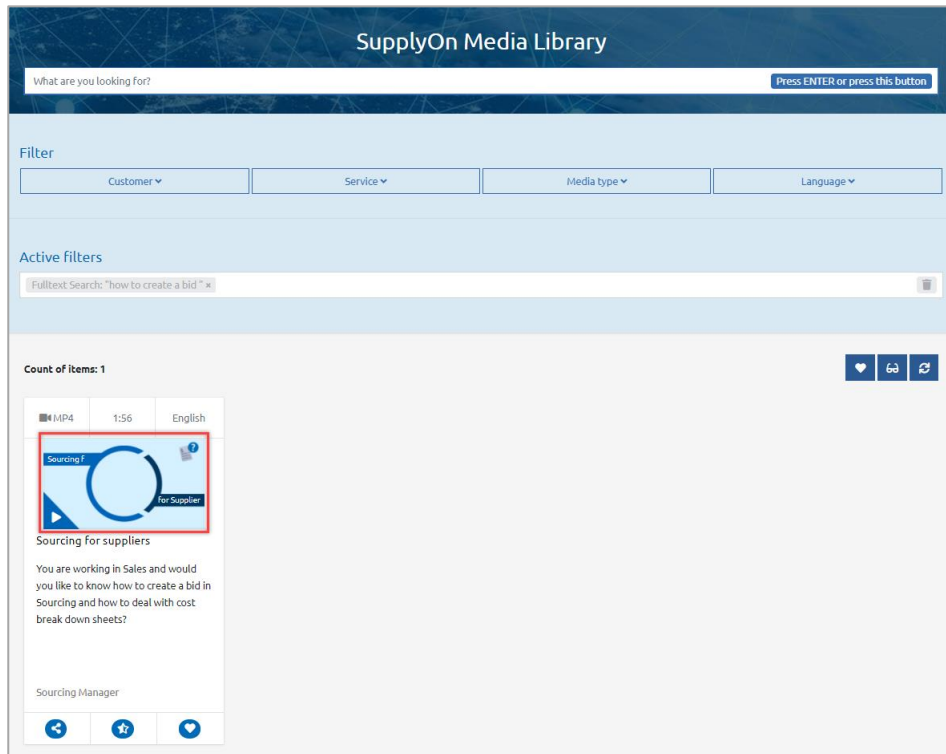 SupplyOn Media Library
What are you looking for?
Press ENTER or press this button
Filter
Customer
Service
Media type
Language
Active filters
Fulltext Search: "how to create a bid " ×
Count of items: 1
MP4
1:56
English
Sourcing f
for Supplier
Sourcing for suppliers
You are working in Sales and would
you like to know how to create a bid in
Sourcing and how to deal with cost
break down sheets?
Sourcing Manager